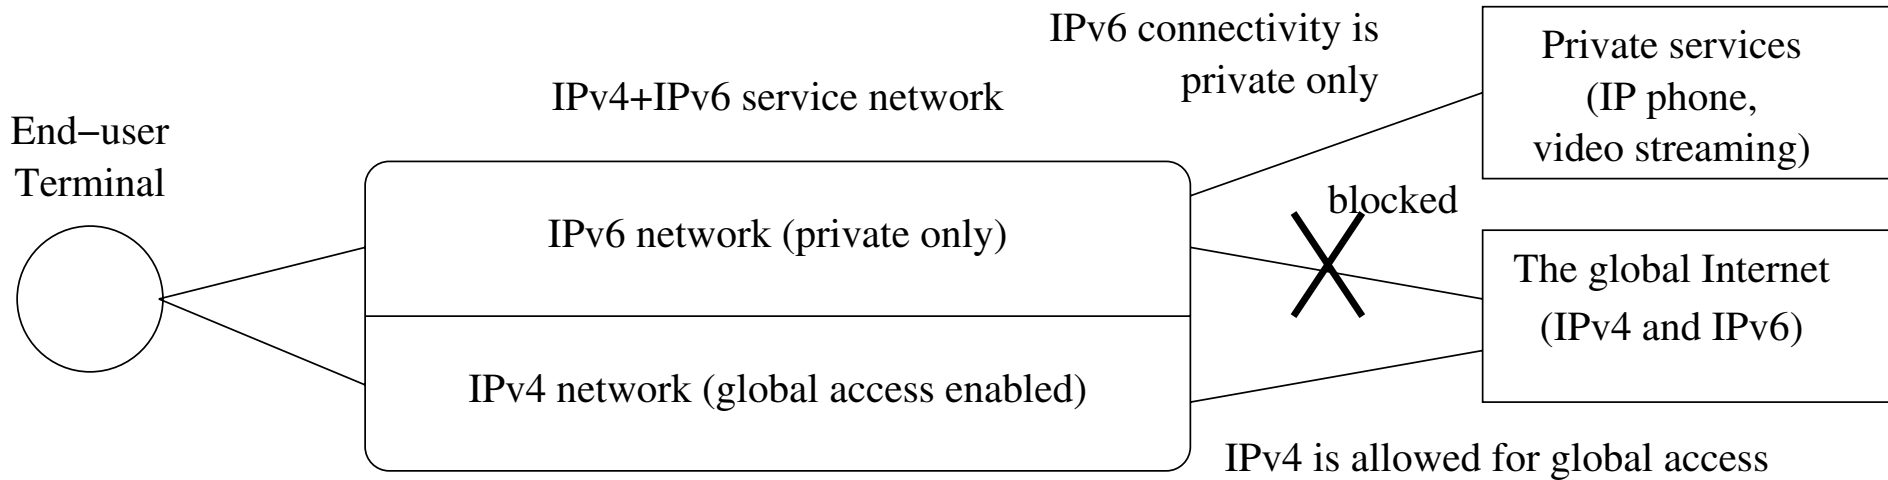 End−user
Terminal
IPv4+IPv6 service network
IPv6 network (private only)
IPv4 network (global access enabled)
IPv6 connectivity is
private only
blocked
IPv4 is allowed for global access
Private services
(IP phone,
video streaming)
The global Internet
(IPv4 and IPv6)